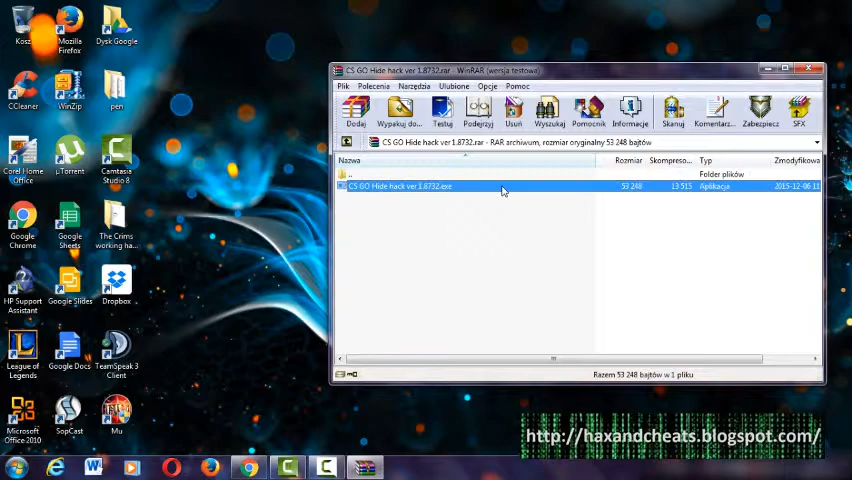 Kosz
Mozilla
Firefox
Dysk Google
CCleaner
WinZip
pen
Corel Home
Office
µTorrent
Camtasia
Studio 8
Google
Chrome
Google
Sheets
The Crims
working ha...
HP Support
Assistant
Google Slides
Dropbox
League of
Legends
Google Docs
TeamSpeak 3
Client
Microsoft
Office 2010
SopCast
Mu
CS GO Hide hack ver 1.8732.rar - WinRAR (wersja testowa)
Plik Polecenia Narzędzia Ulubione Opcje Pomoc
Dodaj Wypakuj do... Testuj Podejrzyj Usuń Wyszukaj Pomocnik Informacje Skanuj Komentarz... Zabezpiecz SFX
CS GO Hide hack ver 1.8732.rar - RAR archiwum, rozmiar oryginalny 53 248 bajtów
Nazwa Rozmiar Skompreso... Typ Zmodyfikowa
.. Folder plików
CS GO Hide hack ver 1.8732.exe 53 248 13 515 Aplikacja 2015-12-06 11
Razem 53 248 bajtów w 1 pliku
http://haxandcheats.blogspot.com/